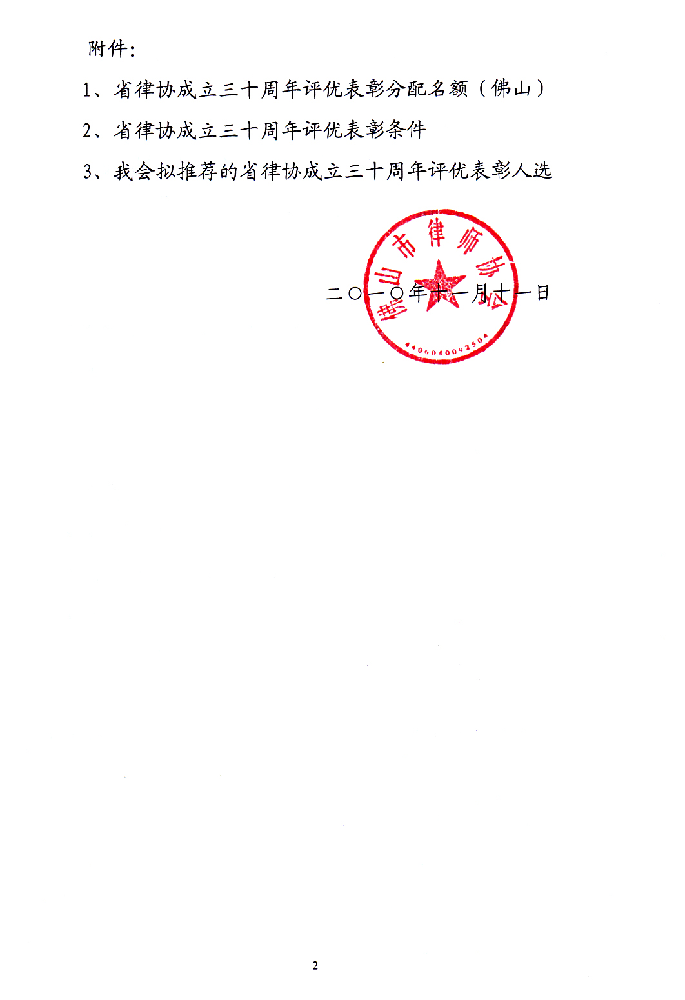 附件:
1、省律协成立三十周年评优表彰分配名额（佛山）
2、省律协成立三十周年评优表彰条件
3、我会拟推荐的省律协成立三十周年评优表彰人选
佛山市律师协会
二〇一〇年十一月十一日
4406040092504
2